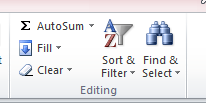 Σ AutoSum
Fill
Clear
A
Z
Sort & Filter
Find & Select
Editing